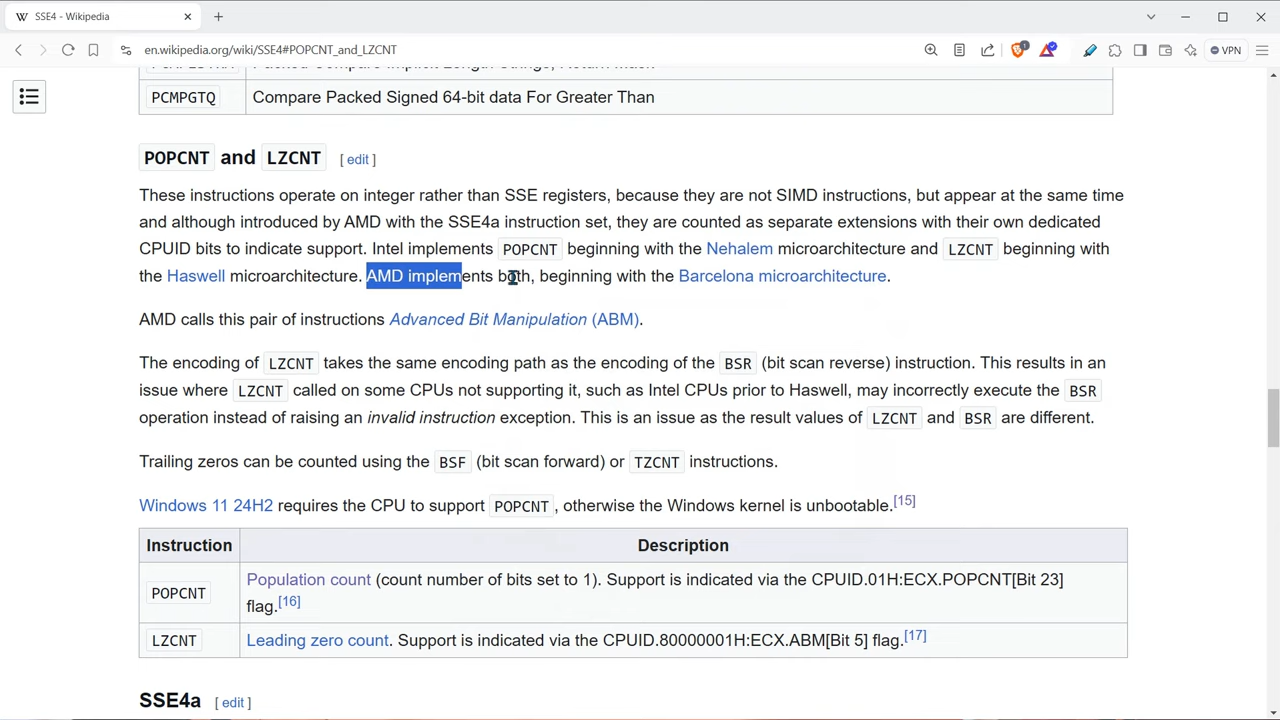 SSE4 - Wikipedia
en.wikipedia.org/wiki/SSE4#POPCNT_and_LZCNT
1
VPN
PCMPGTQ Compare Packed Signed 64-bit data For Greater Than
POPCNT and LZCNT [ edit ]
These instructions operate on integer rather than SSE registers, because they are not SIMD instructions, but appear at the same time
and although introduced by AMD with the SSE4a instruction set, they are counted as separate extensions with their own dedicated
CPUID bits to indicate support. Intel implements POPCNT beginning with the Nehalem microarchitecture and LZCNT beginning with
the Haswell microarchitecture. AMD implements both, beginning with the Barcelona microarchitecture.
AMD calls this pair of instructions Advanced Bit Manipulation (ABM).
The encoding of LZCNT takes the same encoding path as the encoding of the BSR (bit scan reverse) instruction. This results in an
issue where LZCNT called on some CPUs not supporting it, such as Intel CPUs prior to Haswell, may incorrectly execute the BSR
operation instead of raising an invalid instruction exception. This is an issue as the result values of LZCNT and BSR are different.
Trailing zeros can be counted using the BSF (bit scan forward) or TZCNT instructions.
Windows 11 24H2 requires the CPU to support POPCNT, otherwise the Windows kernel is unbootable.[15]
Instruction Description
POPCNT Population count (count number of bits set to 1). Support is indicated via the CPUID.01H:ECX.POPCNT[Bit 23]
flag.[16]
LZCNT Leading zero count. Support is indicated via the CPUID.80000001H:ECX.ABM[Bit 5] flag.[17]
SSE4a [ edit ]